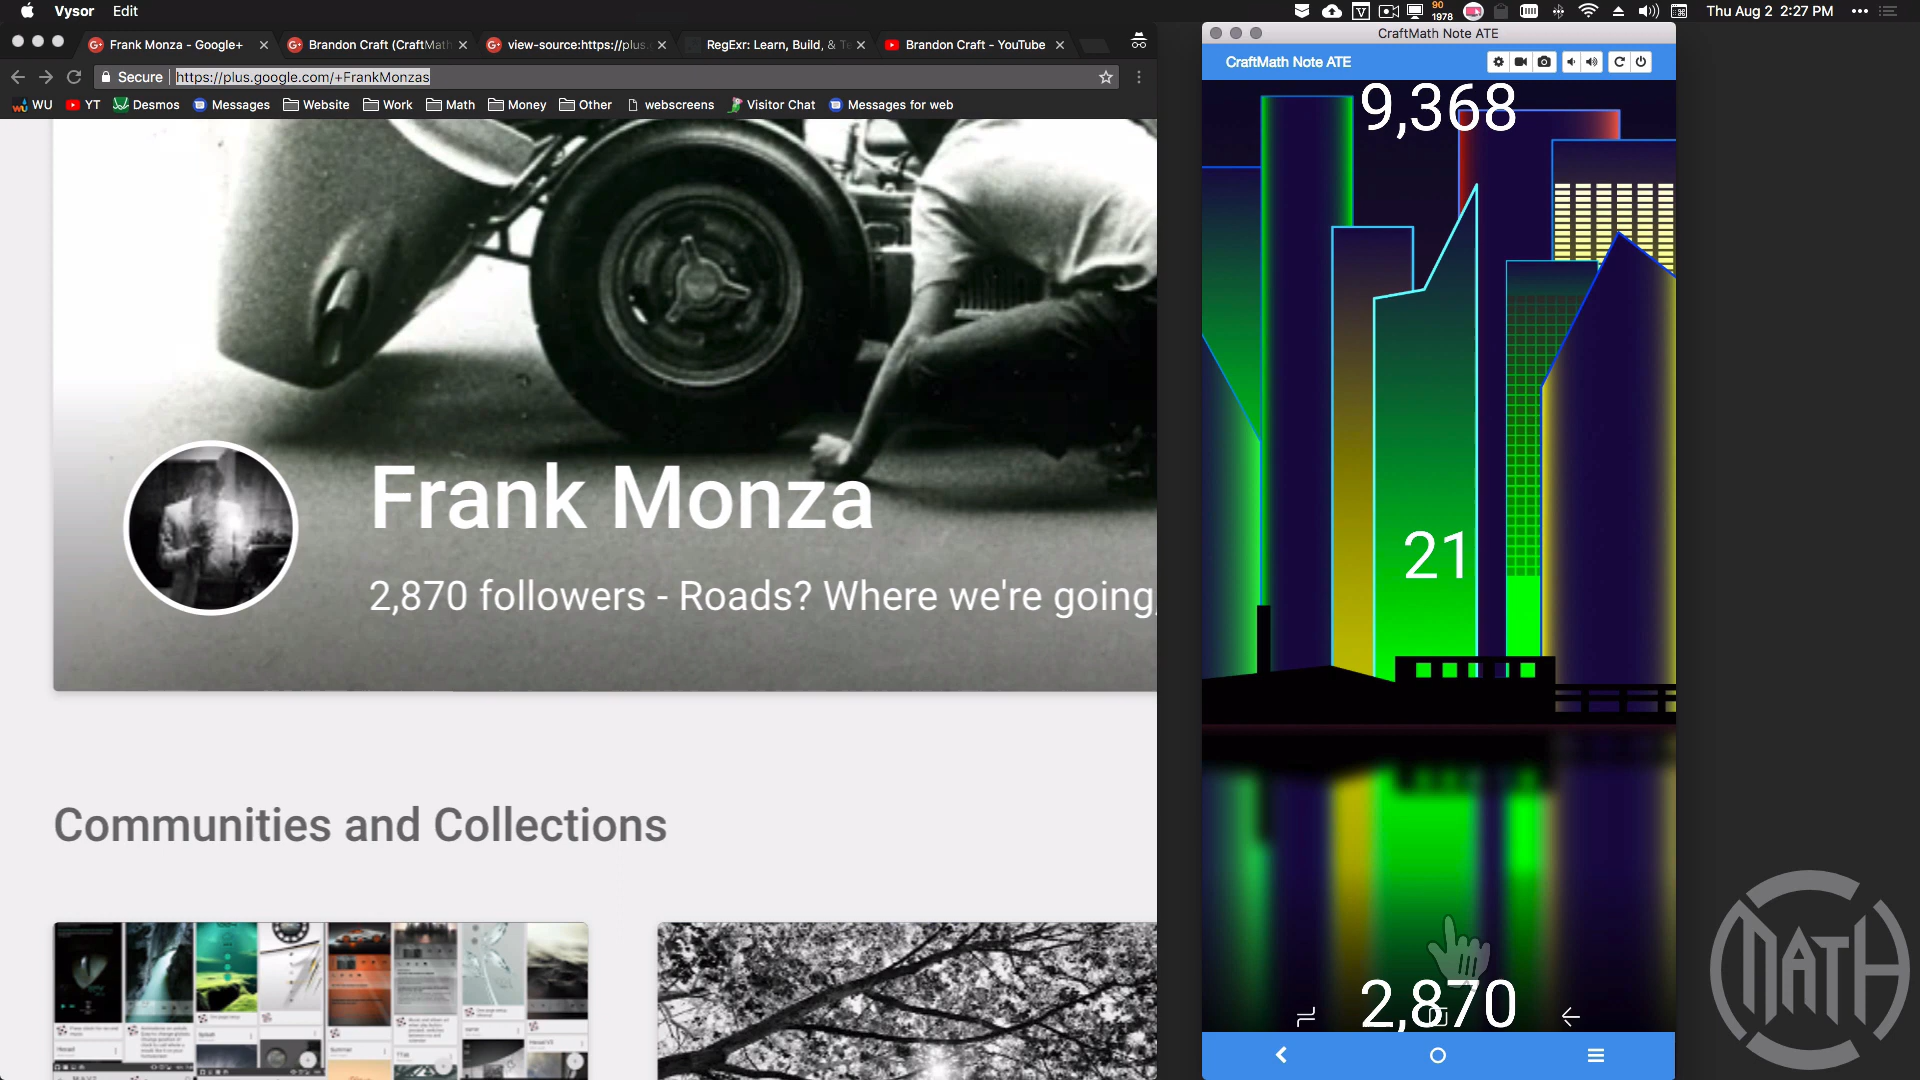 Vysor Edit
90
1978
Thu Aug 2 2:27 PM
Frank Monza - Google+
Brandon Craft (CraftMath
view-source:https://plus.
RegExr: Learn, Build, & Te
Brandon Craft - YouTube
Secure
https://plus.google.com/+FrankMonzas
WU YT Desmos Messages Website Work Math Money Other webscreens Visitor Chat Messages for web
Frank Monza
2,870 followers - Roads? Where we're going,
Communities and Collections
CraftMath Note ATE
CraftMath Note ATE
9,368
21
2,870
MATH